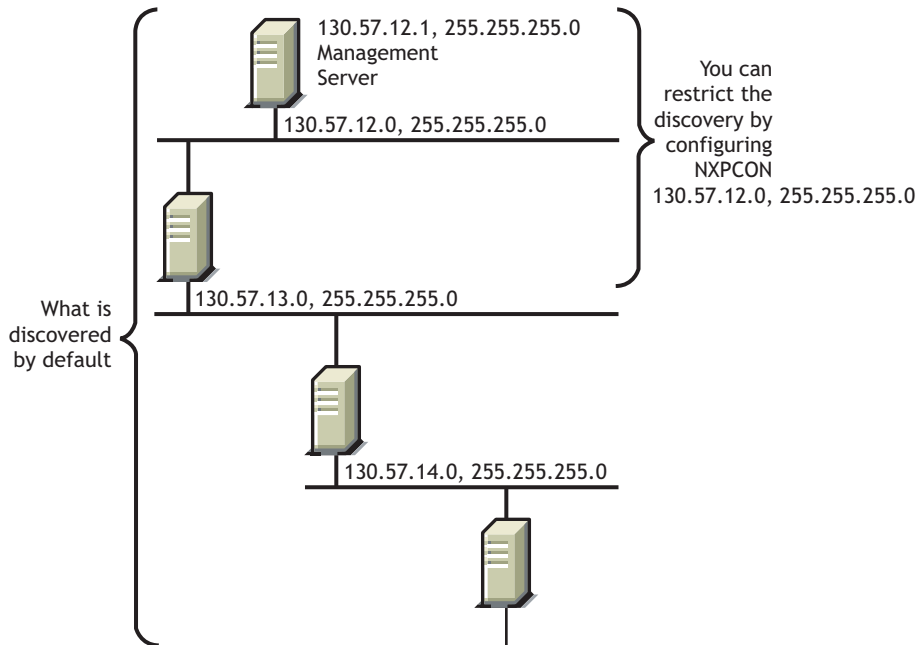 130.57.12.1, 255.255.255.0
Management
Server
130.57.12.0, 255.255.255.0
You can
restrict the
discovery by
configuring
NXPCON
130.57.12.0, 255.255.255.0
130.57.13.0, 255.255.255.0
What is
discovered
by default
130.57.14.0, 255.255.255.0